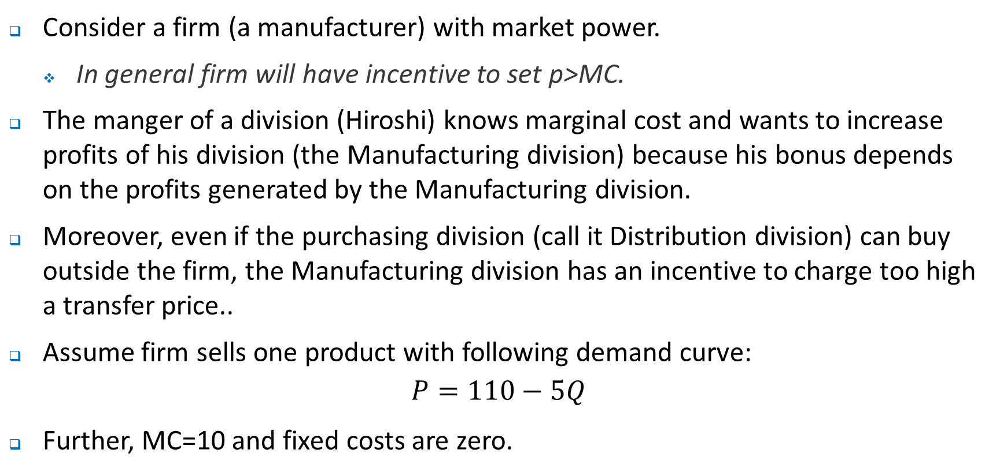 Consider a firm (a manufacturer) with market power.
In general firm will have incentive to set p>MC.
The manger of a division (Hiroshi) knows marginal cost and wants to increase
profits of his division (the Manufacturing division) because his bonus depends
on the profits generated by the Manufacturing division.
Moreover, even if the purchasing division (call it Distribution division) can buy
outside the firm, the Manufacturing division has an incentive to charge too high
a transfer price..
Assume firm sells one product with following demand curve:
P = 110 − 5Q
Further, MC=10 and fixed costs are zero.